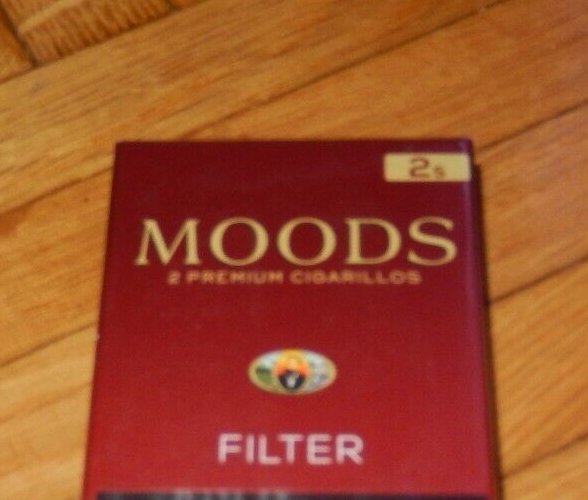 2s
MOODS
2 PREMIUM CIGARILLOS
FILTER